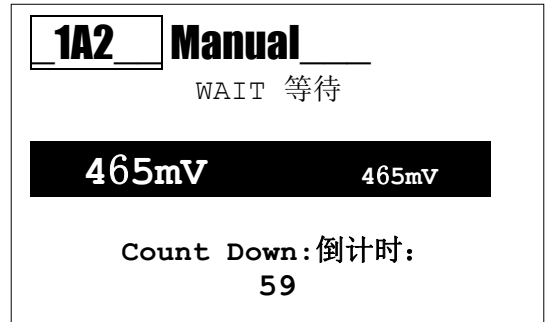 _1A2__ Manual___
WAIT 等待
465mV 465mV
Count Down:倒计时:
59